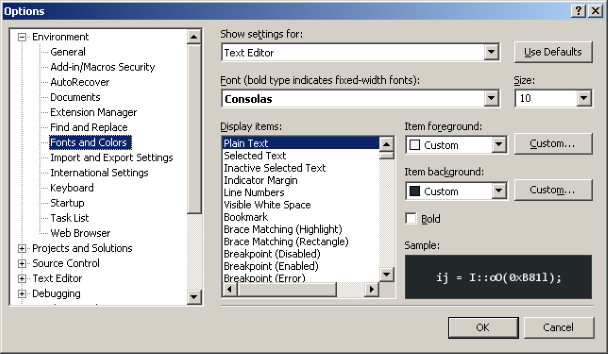 Options
Environment
General
Add-in/Macros Security
AutoRecover
Documents
Extension Manager
Find and Replace
Fonts and Colors
Import and Export Settings
International Settings
Keyboard
Startup
Task List
Web Browser
Projects and Solutions
Source Control
Text Editor
Debugging
Show settings for:
Text Editor
Use Defaults
Font (bold type indicates fixed-width fonts):
Size:
Consolas
10
Display items:
Plain Text
Selected Text
Inactive Selected Text
Indicator Margin
Line Numbers
Visible White Space
Bookmark
Brace Matching (Highlight)
Brace Matching (Rectangle)
Breakpoint (Disabled)
Breakpoint (Enabled)
Breakpoint (Error)
Item foreground:
Custom
Custom...
Item background:
Custom
Custom...
Bold
Sample:
ij = I::oO(0xB81l);
OK
Cancel